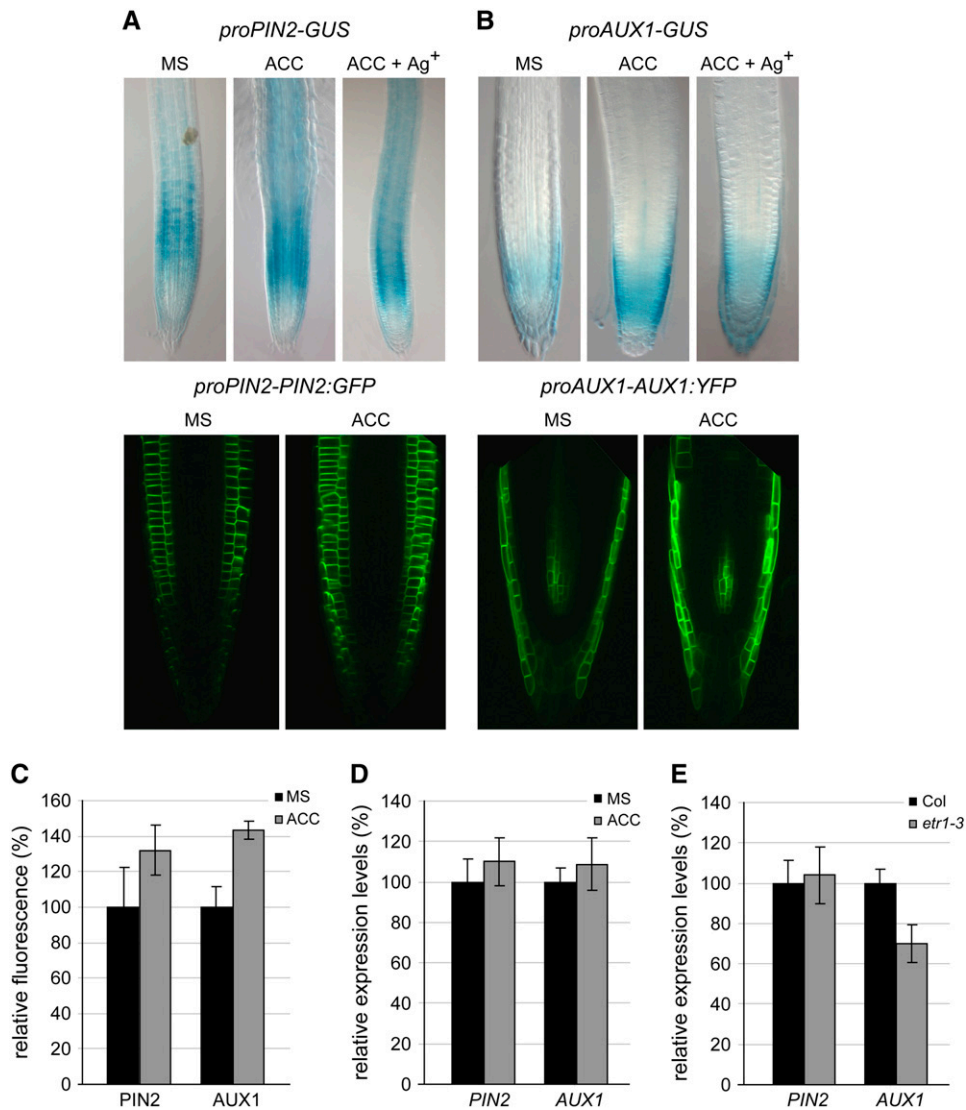 A
proPIN2-GUS
MS ACC ACC + Ag+
B
proAUX1-GUS
MS ACC ACC + Ag+
proPIN2-PIN2:GFP
MS ACC
proAUX1-AUX1:YFP
MS ACC
C
relative fluorescence (%)
160
140
120
100
80
60
40
20
0
MS
ACC
PIN2 AUX1
D
relative expression levels (%)
140
120
100
80
60
40
20
0
MS
ACC
PIN2 AUX1
E
relative expression levels (%)
140
120
100
80
60
40
20
0
Col
etr1-3
PIN2 AUX1